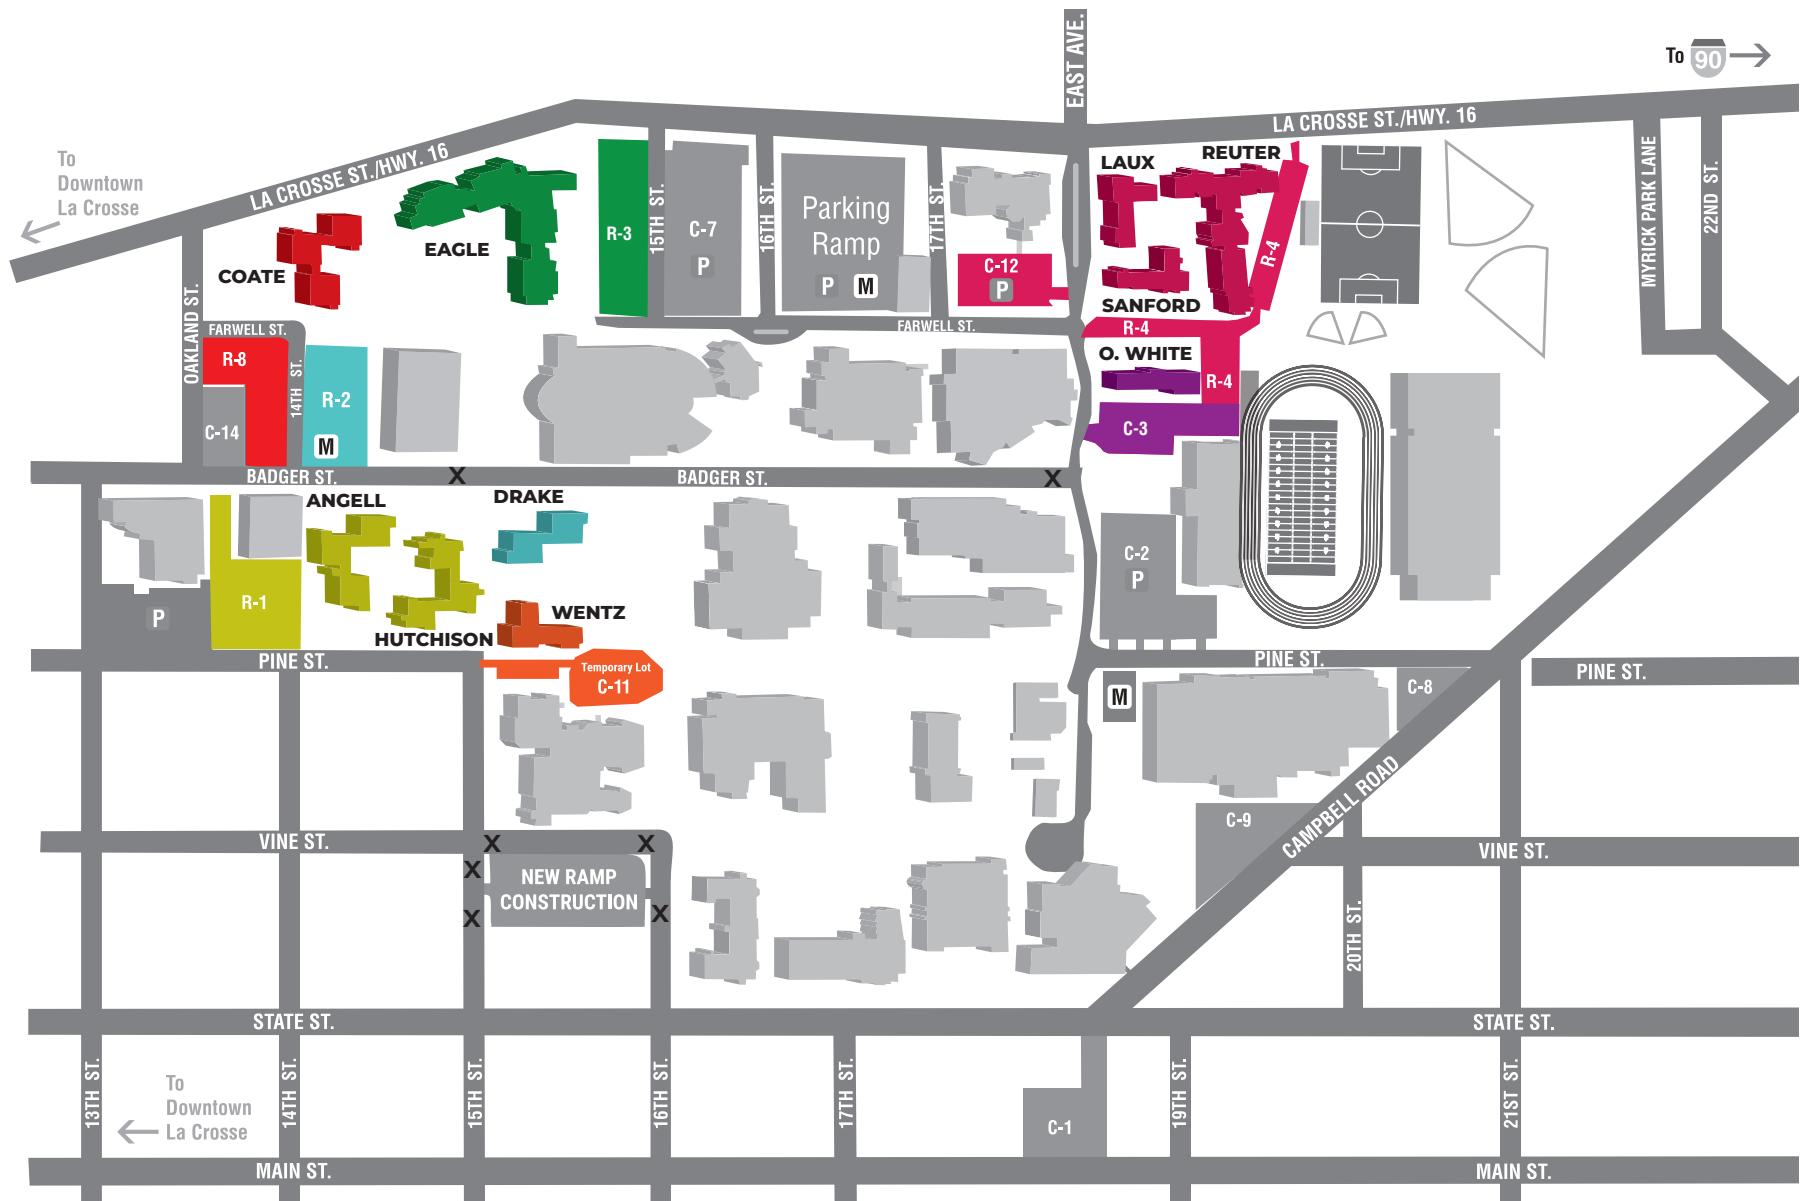 EAST AVE.
To 90
LA CROSSE ST./HWY. 16
LA CROSSE ST./HWY. 16
To
Downtown
La Crosse
MYRICK PARK LANE
22ND ST.
LAUX
REUTER
COATE
EAGLE
R-3
15TH ST.
C-7
P
16TH ST.
Parking
Ramp
P
M
17TH ST.
C-12
P
R-4
SANFORD
OAKLAND ST.
FARWELL ST.
FARWELL ST.
R-4
R-8
14TH ST.
R-2
M
C-14
O. WHITE
R-4
C-3
BADGER ST.
X
BADGER ST.
X
ANGELL
DRAKE
R-1
P
HUTCHISON
WENTZ
C-2
P
PINE ST.
Temporary Lot
C-11
PINE ST.
PINE ST.
M
C-8
CAMPBELL ROAD
C-9
VINE ST.
X
X
X
X
X
NEW RAMP
CONSTRUCTION
VINE ST.
20TH ST.
STATE ST.
STATE ST.
13TH ST.
To
Downtown
La Crosse
14TH ST.
15TH ST.
16TH ST.
17TH ST.
C-1
19TH ST.
21ST ST.
MAIN ST.
MAIN ST.